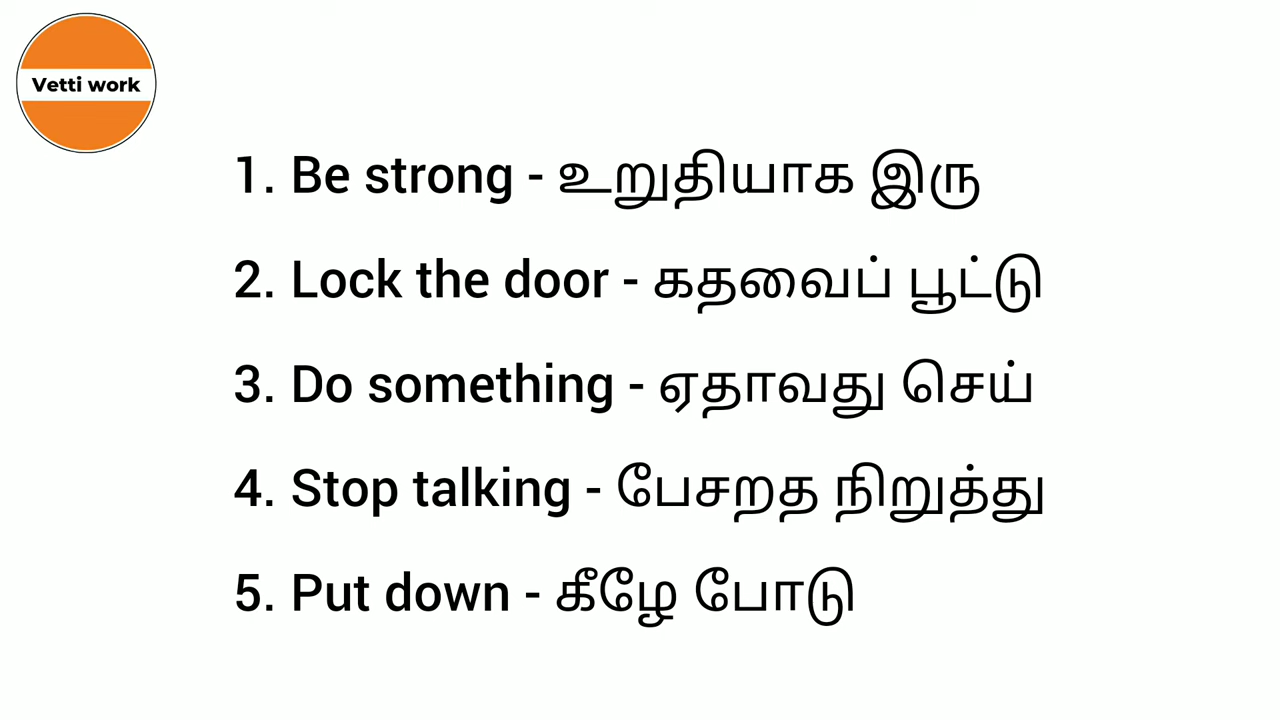 Vetti work
1. Be strong - உறுதியாக இரு
2. Lock the door - கதவைப் பூட்டு
3. Do something - ஏதாவது செய்
4. Stop talking - பேசறத நிறுத்து
5. Put down - கீழே போடு